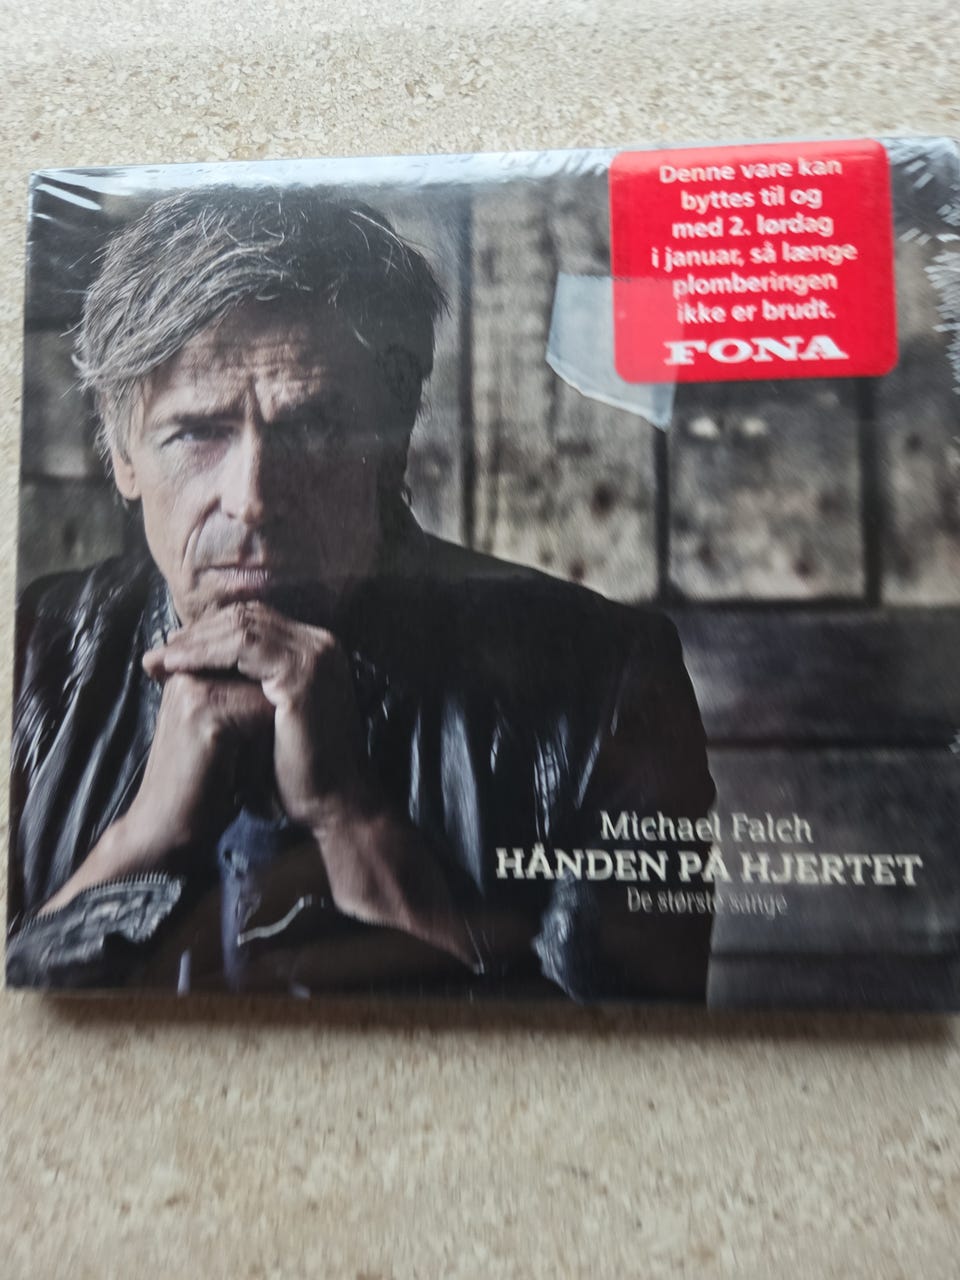 Denne vare kan
byttes til og
med 2. lørdag
i januar, så længe
plomberingen
ikke er brudt.
FONA
Michael Falch
HÅNDEN PÅ HJERTET
De største sange